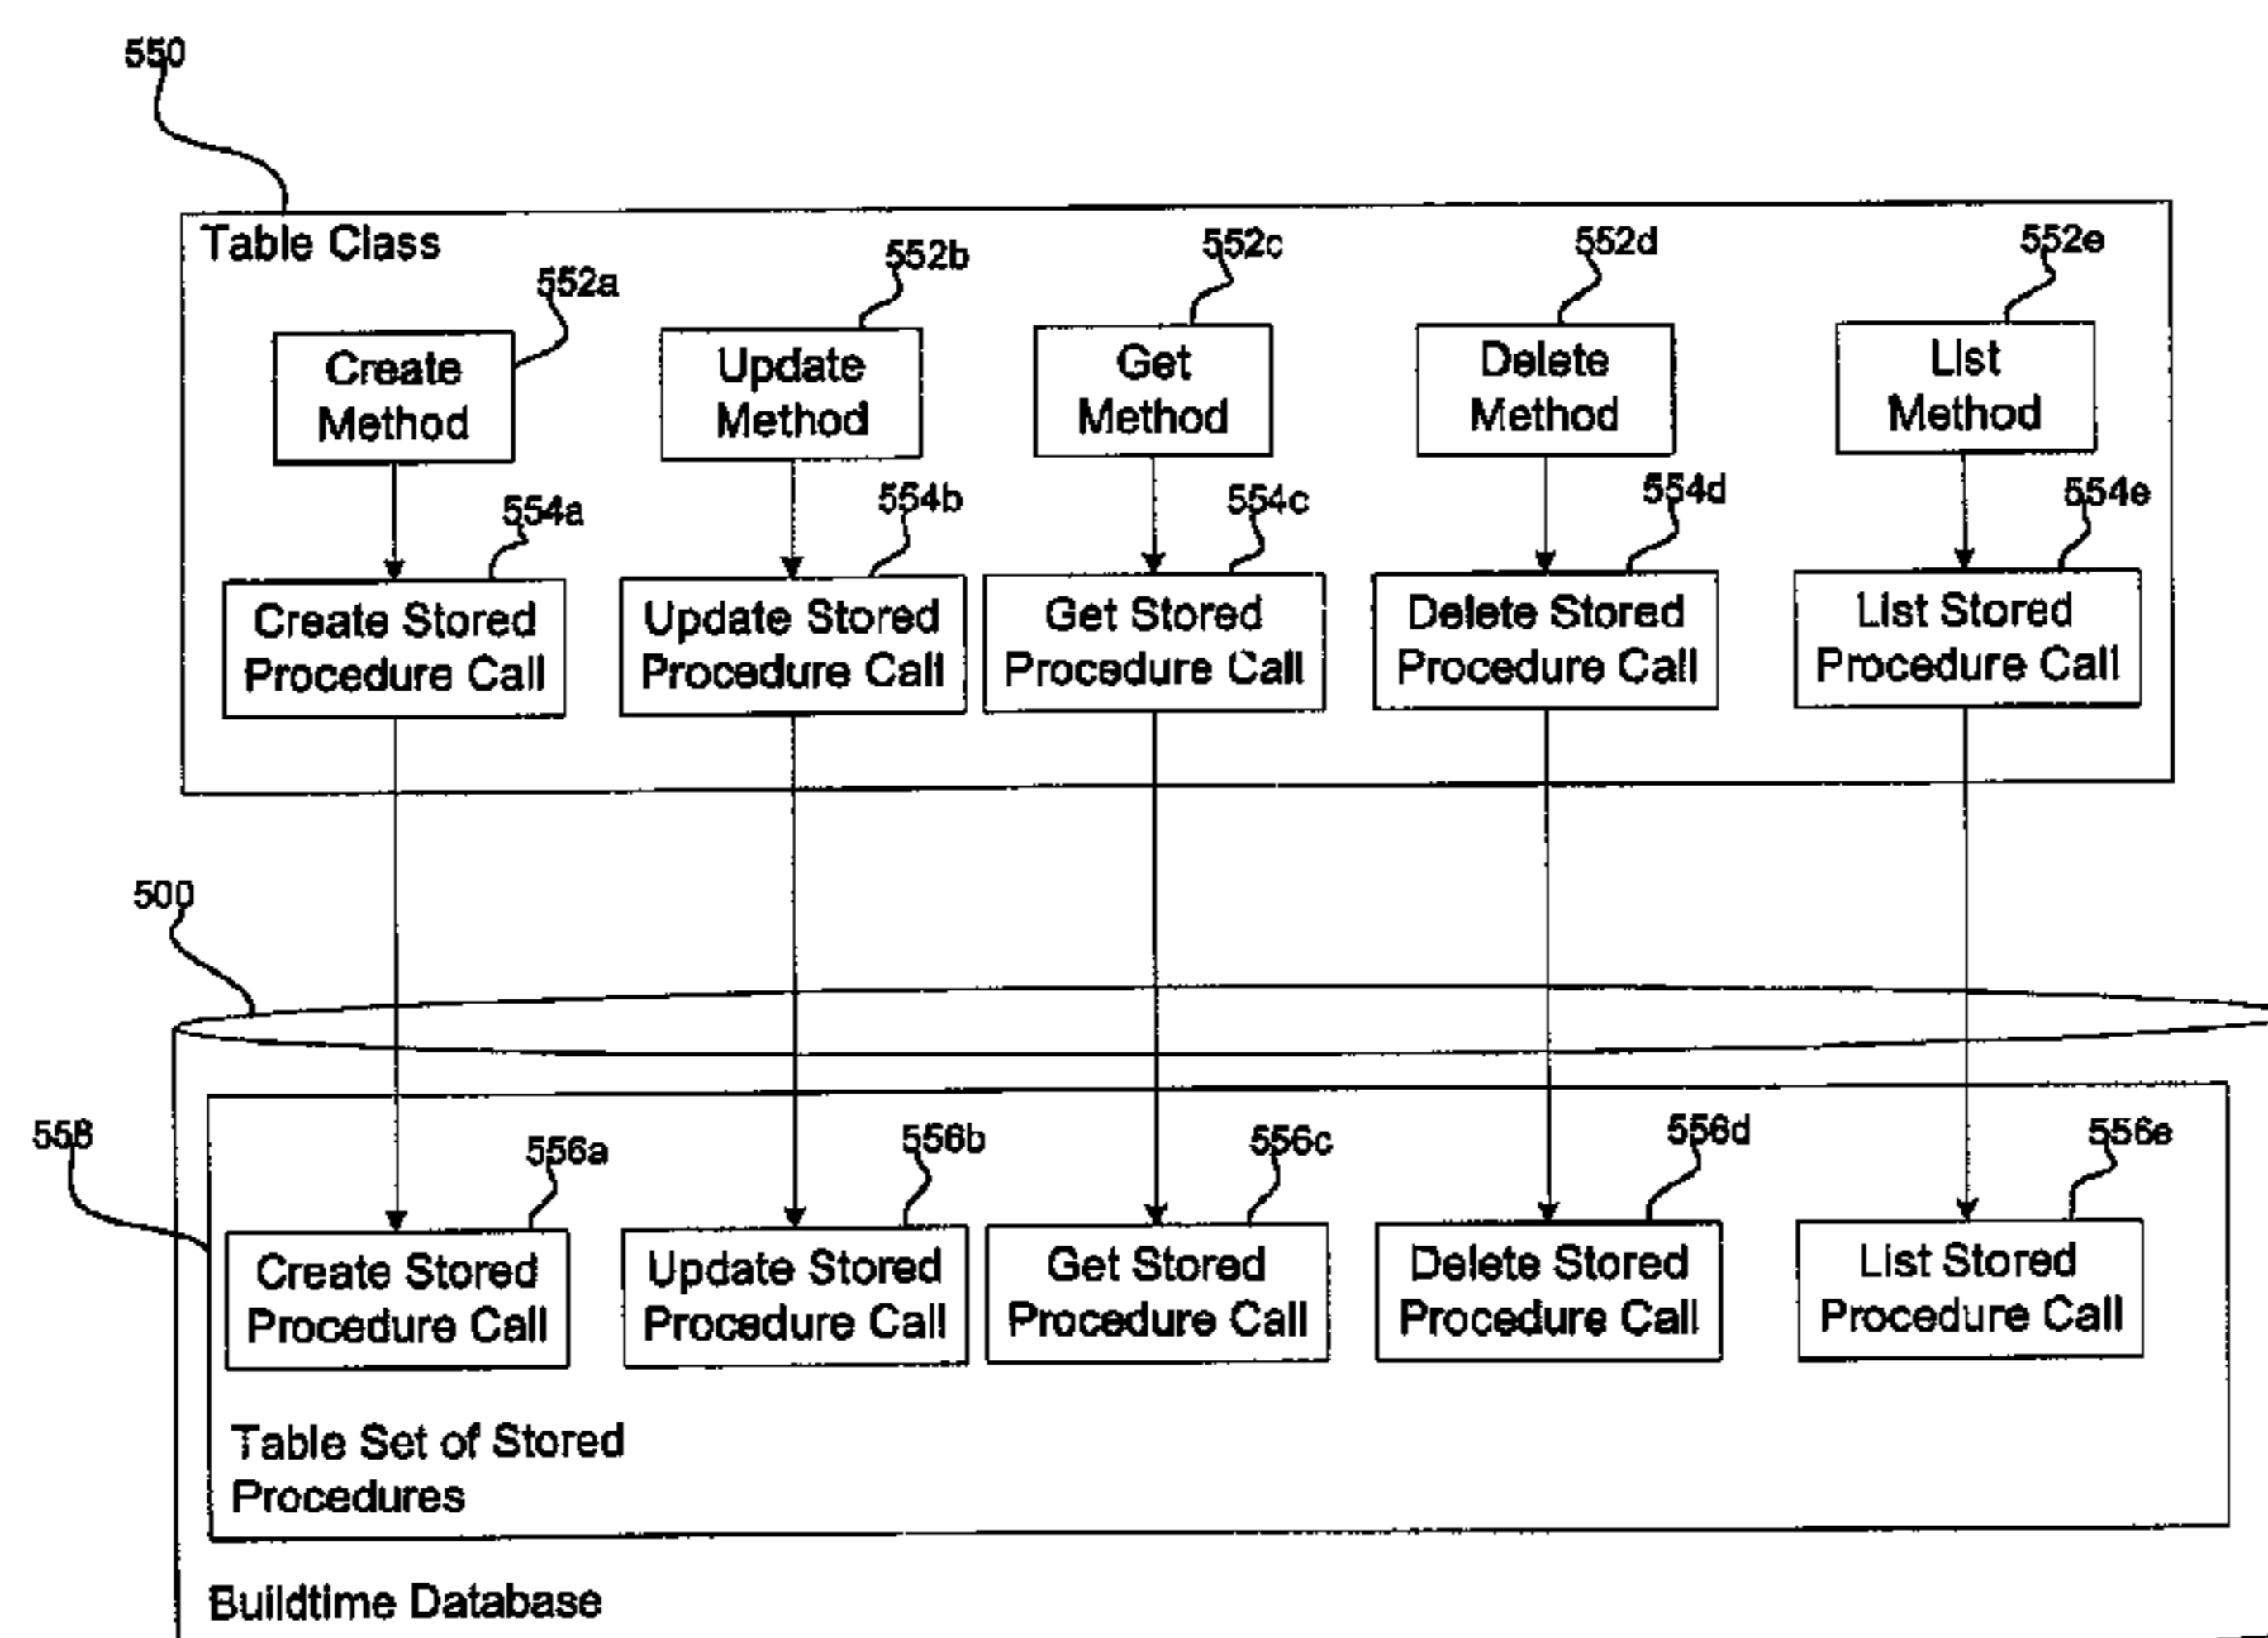 550
Table Class
552a
552b
552c
552d
552e
Create
Method
Update
Method
Get
Method
Delete
Method
List
Method
554a
554b
554c
554d
554e
Create Stored
Procedure Call
Update Stored
Procedure Call
Get Stored
Procedure Call
Delete Stored
Procedure Call
List Stored
Procedure Call
500
558
556a
556b
556c
556d
556e
Create Stored
Procedure Call
Update Stored
Procedure Call
Get Stored
Procedure Call
Delete Stored
Procedure Call
List Stored
Procedure Call
Table Set of Stored
Procedures
Buildtime Database